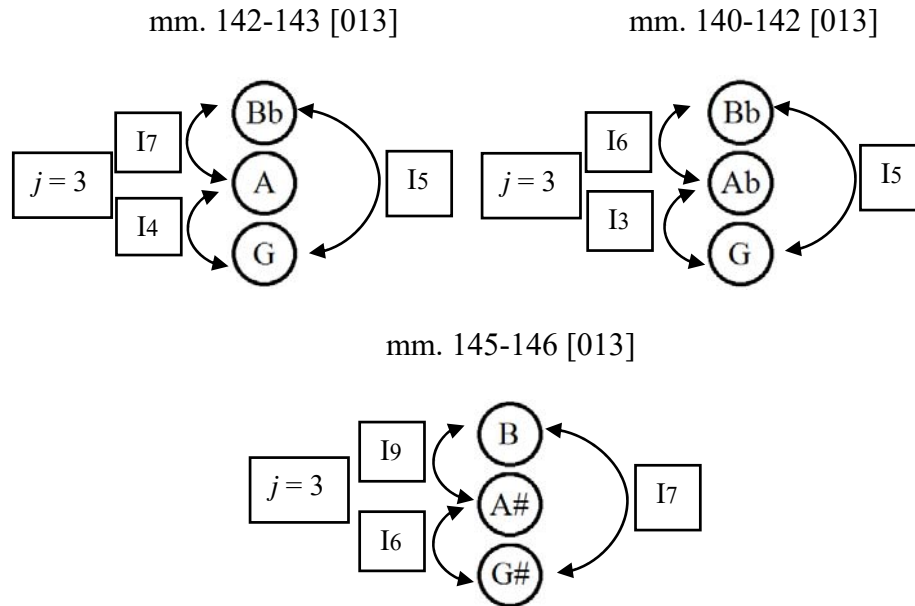 mm. 142-143 [013]
Bb
I7
A
j = 3
I5
I4
G
mm. 140-142 [013]
Bb
I6
Ab
j = 3
I5
I3
G
mm. 145-146 [013]
B
I9
j = 3
A#
I7
I6
G#